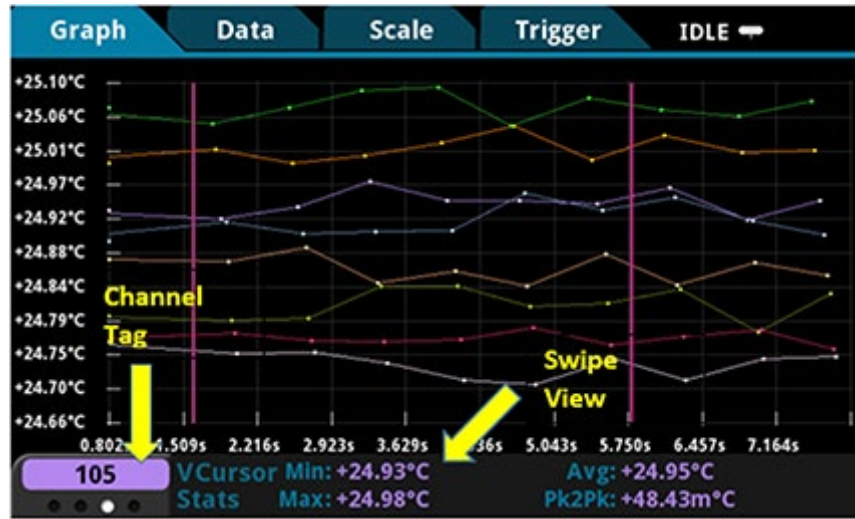 Graph Data Scale Trigger IDLE
+25.10°C
+25.06°C
+25.01°C
+24.97°C
+24.92°C
+24.88°C
+24.84°C
Channel
+24.79°C
Tag
+24.75°C
Swipe
+24.70°C
View
+24.66°C
0.802 1.509s 2.216s 2.923s 3.629s 36s 5.043s 5.750s 6.457s 7.164s
105 VCursor Min: +24.93°C Avg: +24.95°C
Stats Max: +24.98°C Pk2Pk: +48.43m°C